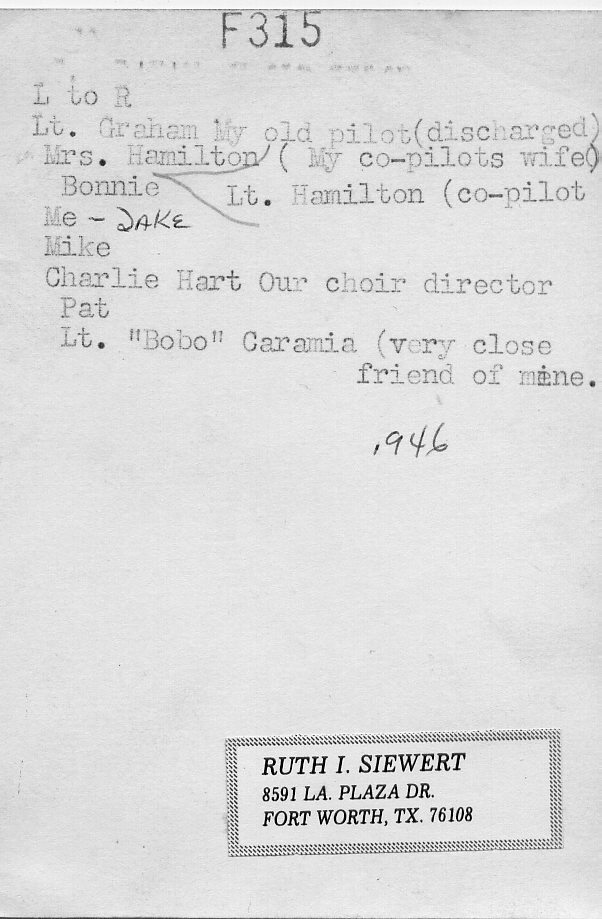 F315
L to R
Lt. Graham My old pilot(discharged)
Mrs. Hamilton ( My co-pilots wife)
Bonnie Lt. Hamilton (co-pilot
Me - JAKE
Mike
Charlie Hart Our choir director
Pat
Lt. "Bobo" Caramia (very close
friend of mine.
1946
RUTH I. SIEWERT
8591 LA. PLAZA DR.
FORT WORTH, TX. 76108